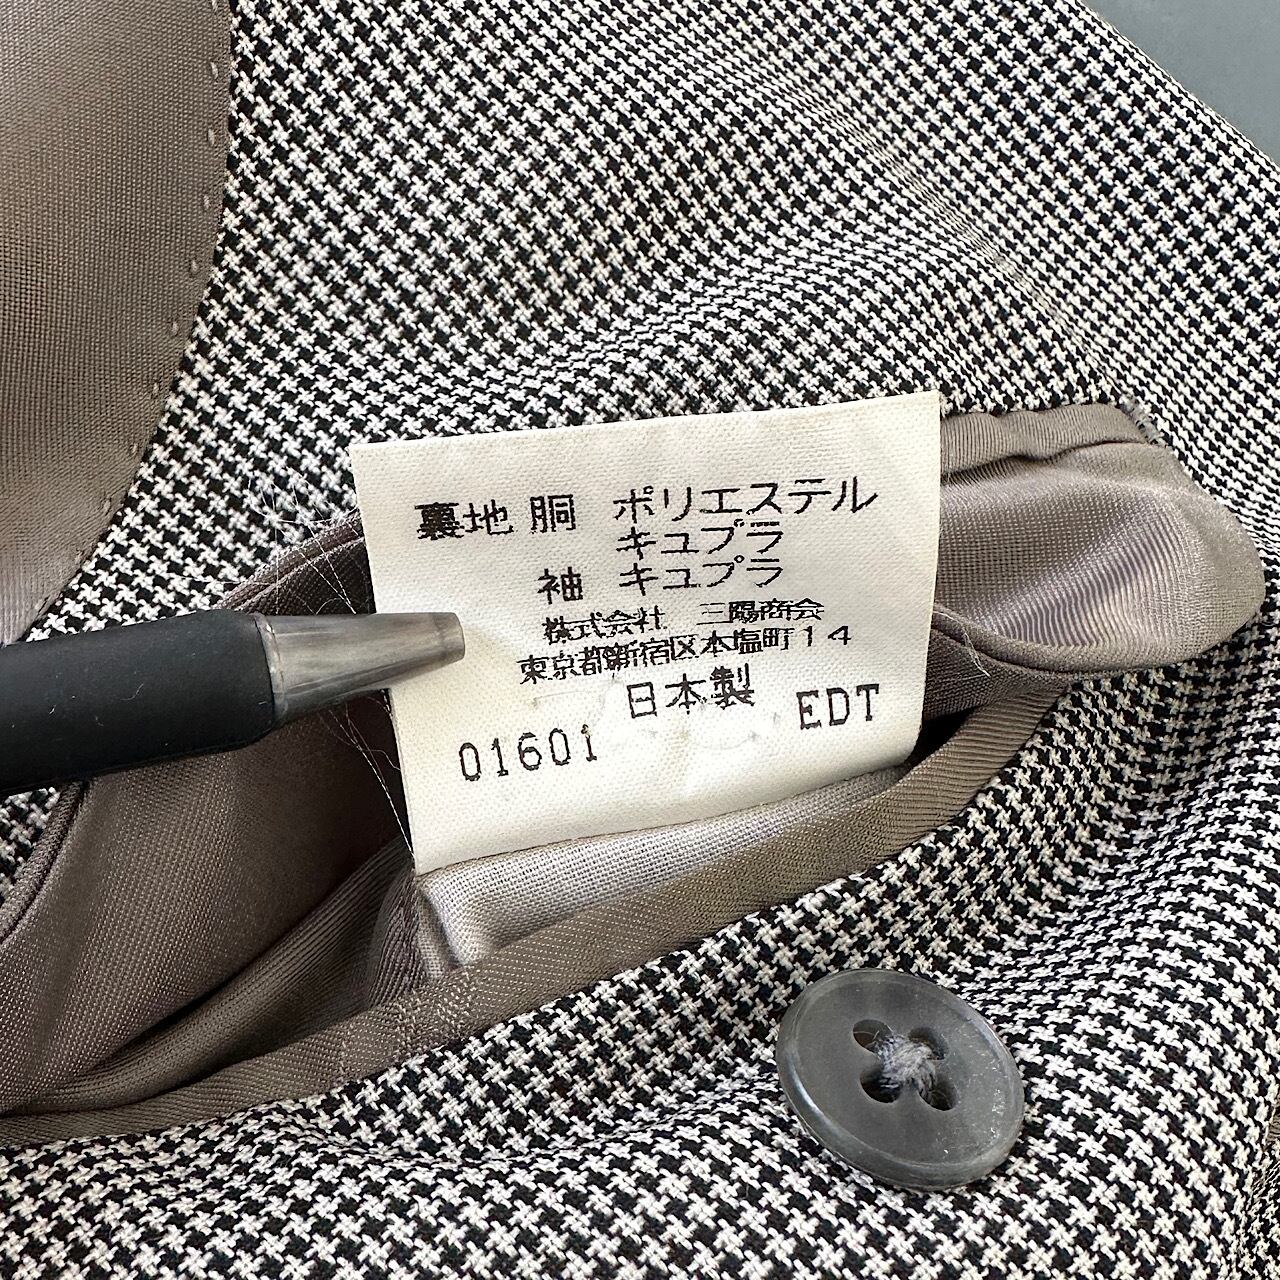 裏地 胴 ポリエステル
キュプラ
袖 キュプラ
株式会社 三陽商会
東京都新宿区本塩町14
日本製
01601 EDT